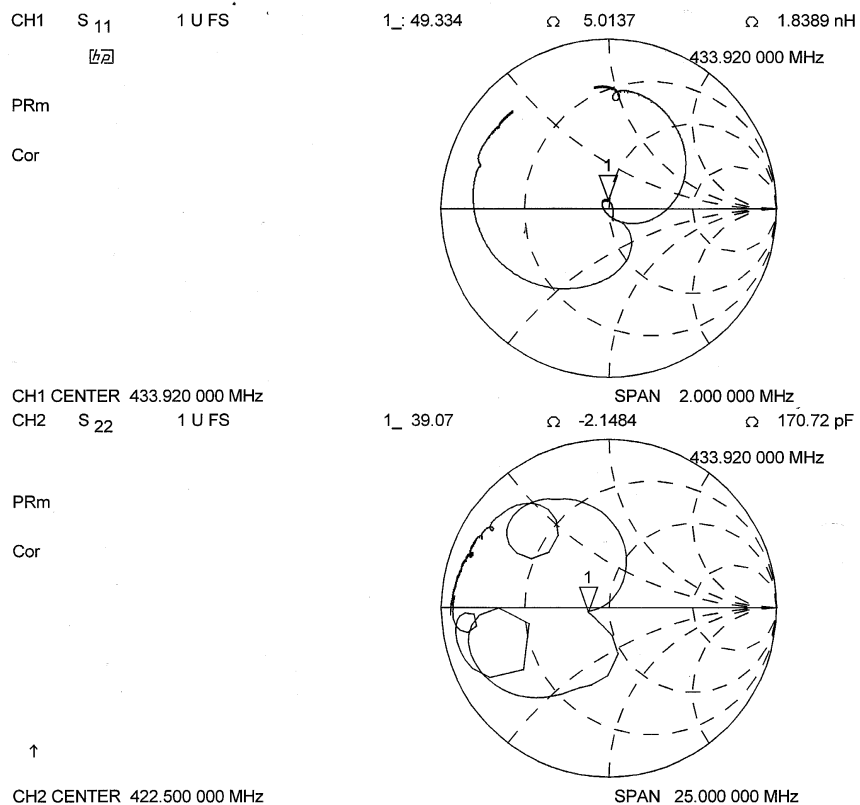 CH1 S 11 1 U FS 1_: 49.334 Ω 5.0137 Ω 1.8389 nH
hp 433.920 000 MHz
PRm
Cor
1
CH1 CENTER 433.920 000 MHz SPAN 2.000 000 MHz
CH2 S 22 1 U FS 1_ 39.07 Ω -2.1484 Ω 170.72 pF
433.920 000 MHz
PRm
Cor
1
↑
CH2 CENTER 422.500 000 MHz SPAN 25.000 000 MHz